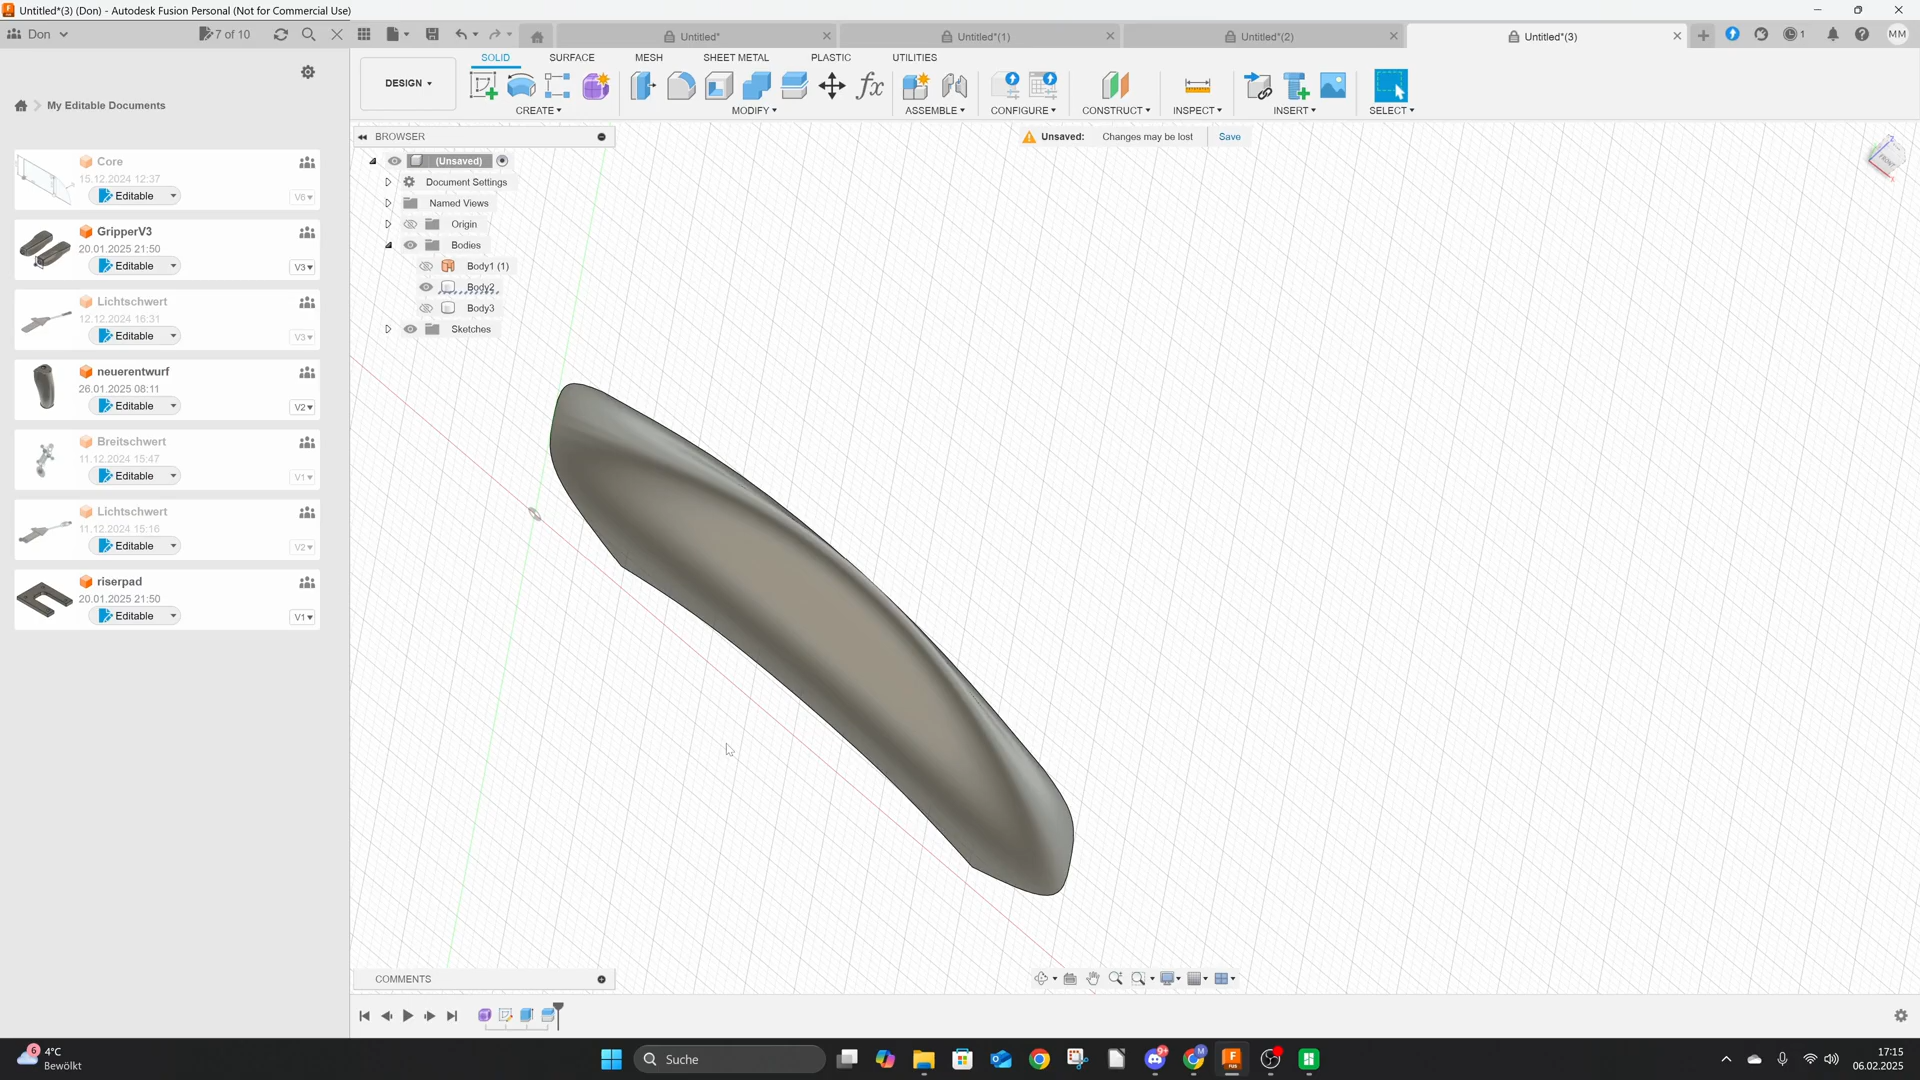 Untitled*(3) (Don) - Autodesk Fusion Personal (Not for Commercial Use)
Don
7 of 10
Untitled*
Untitled*(1)
Untitled*(2)
Untitled*(3)
1
MM
SOLID
SURFACE
MESH
SHEET METAL
PLASTIC
UTILITIES
DESIGN
CREATE
MODIFY
ASSEMBLE
CONFIGURE
CONSTRUCT
INSPECT
INSERT
SELECT
My Editable Documents
Core
15.12.2024 12:37
Editable
V6
GripperV3
20.01.2025 21:50
Editable
V3
Lichtschwert
12.12.2024 16:31
Editable
V3
neuerentwurf
26.01.2025 08:11
Editable
V2
Breitschwert
11.12.2024 15:47
Editable
V1
Lichtschwert
11.12.2024 15:16
Editable
V2
riserpad
20.01.2025 21:50
Editable
V1
BROWSER
(Unsaved)
Document Settings
Named Views
Origin
Bodies
Body1 (1)
Body2
Body3
Sketches
Unsaved: Changes may be lost Save
FRONT
Z
X
COMMENTS
6
4°C
Bewölkt
Suche
9+
M
F
FUS
17:15
06.02.2025